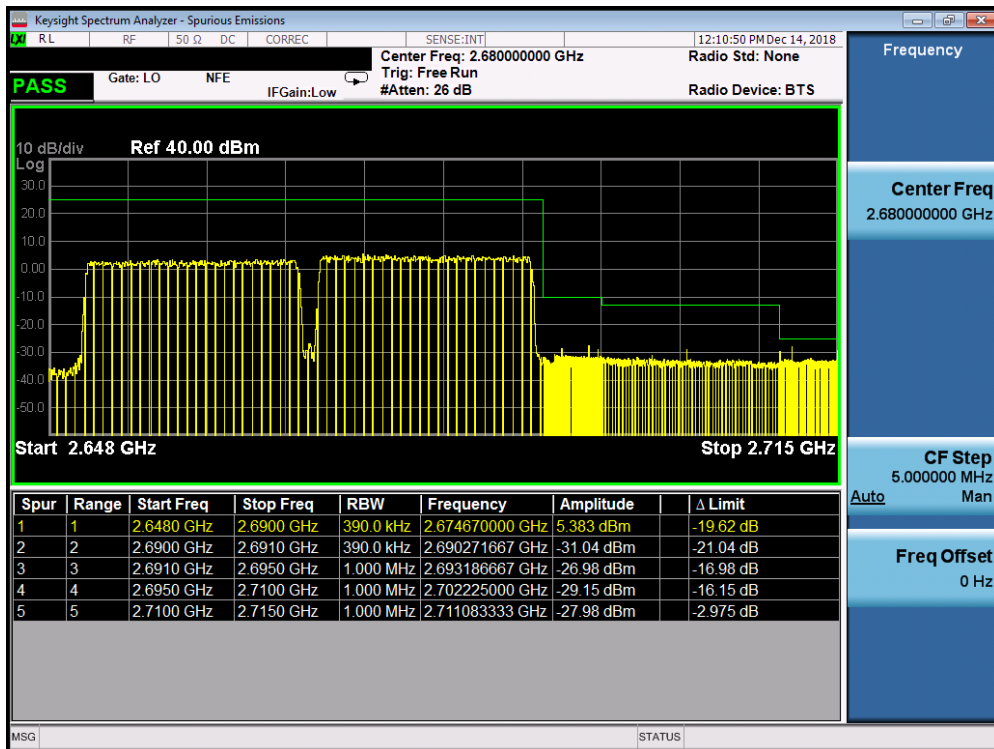 Keysight Spectrum Analyzer - Spurious Emissions
LXI RL RF 50 Ω DC CORREC SENSE:INT 12:10:50 PM Dec 14, 2018
Center Freq: 2.680000000 GHz Radio Std: None
PASS Gate: LO NFE Trig: Free Run
IFGain:Low #Atten: 26 dB Radio Device: BTS
10 dB/div Ref 40.00 dBm
Log
30.0
20.0
10.0
0.00
-10.0
-20.0
-30.0
-40.0
-50.0
Start 2.648 GHz Stop 2.715 GHz
Spur Range Start Freq Stop Freq RBW Frequency Amplitude Δ Limit
1 1 2.6480 GHz 2.6900 GHz 390.0 kHz 2.674670000 GHz 5.383 dBm -19.62 dB
2 2 2.6900 GHz 2.6910 GHz 390.0 kHz 2.690271667 GHz -31.04 dBm -21.04 dB
3 3 2.6910 GHz 2.6950 GHz 1.000 MHz 2.693186667 GHz -26.98 dBm -16.98 dB
4 4 2.6950 GHz 2.7100 GHz 1.000 MHz 2.702225000 GHz -29.15 dBm -16.15 dB
5 5 2.7100 GHz 2.7150 GHz 1.000 MHz 2.711083333 GHz -27.98 dBm -2.975 dB
MSG STATUS
Frequency
Center Freq
2.680000000 GHz
CF Step
5.000000 MHz
Auto Man
Freq Offset
0 Hz